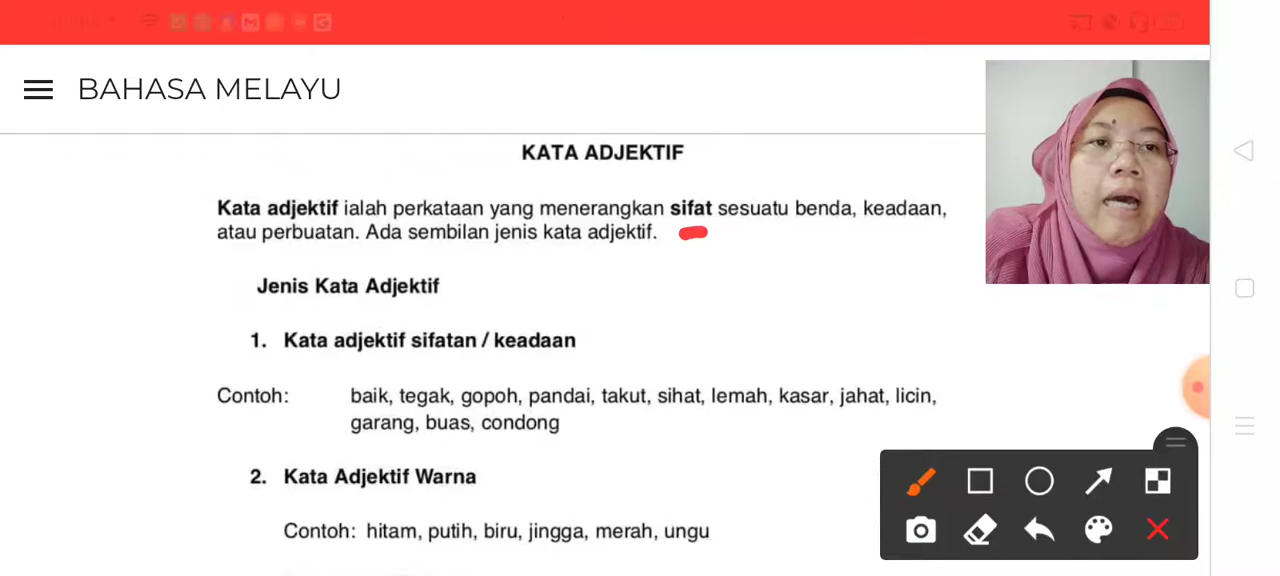 BAHASA MELAYU
KATA ADJEKTIF
Kata adjektif ialah perkataan yang menerangkan sifat sesuatu benda, keadaan,
atau perbuatan. Ada sembilan jenis kata adjektif.
Jenis Kata Adjektif
1. Kata adjektif sifatan / keadaan
Contoh: baik, tegak, gopoh, pandai, takut, sihat, lemah, kasar, jahat, licin,
garang, buas, condong
2. Kata Adjektif Warna
Contoh: hitam, putih, biru, jingga, merah, ungu